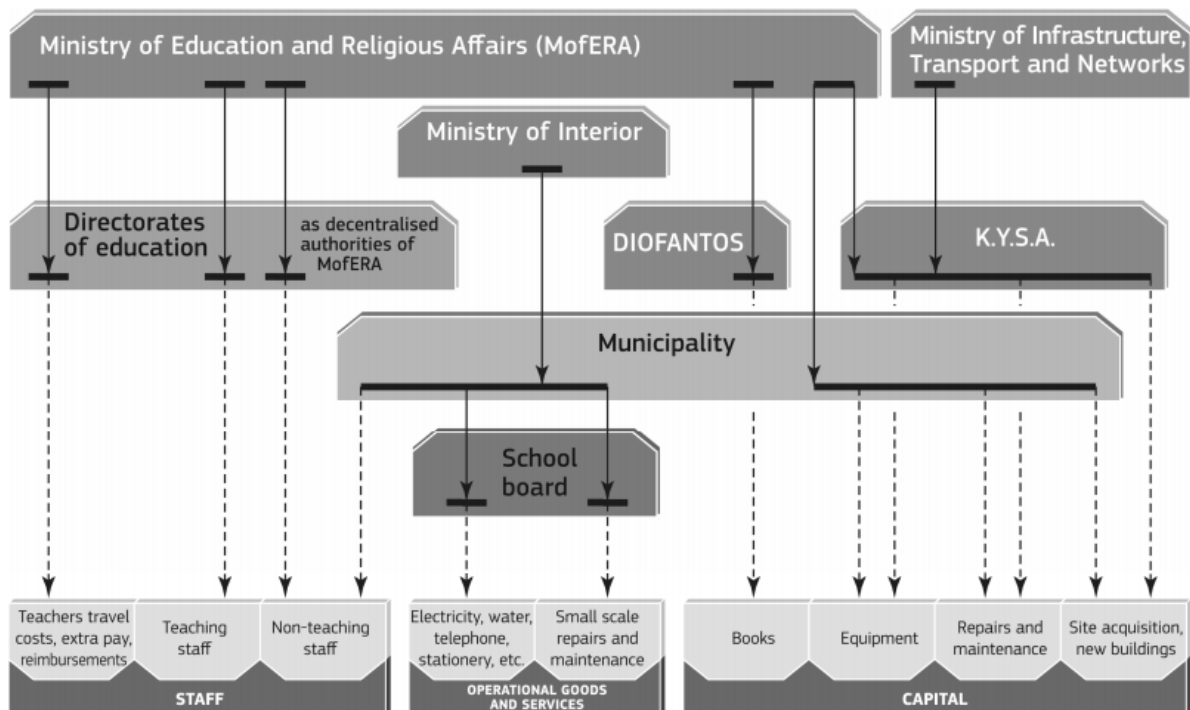 Ministry of Education and Religious Affairs (MofERA)
Ministry of Infrastructure,
Transport and Networks
Ministry of Interior
Directorates
of education
as decentralised
authorities of
MofERA
DIOFANTOS
K.Y.S.A.
Municipality
School
board
Teachers travel
costs, extra pay,
reimbursements
Teaching
staff
Non-teaching
staff
Electricity, water,
telephone,
stationery, etc.
Small scale
repairs and
maintenance
Books
Equipment
Repairs and
maintenance
Site acquisition,
new buildings
STAFF
OPERATIONAL GOODS
AND SERVICES
CAPITAL